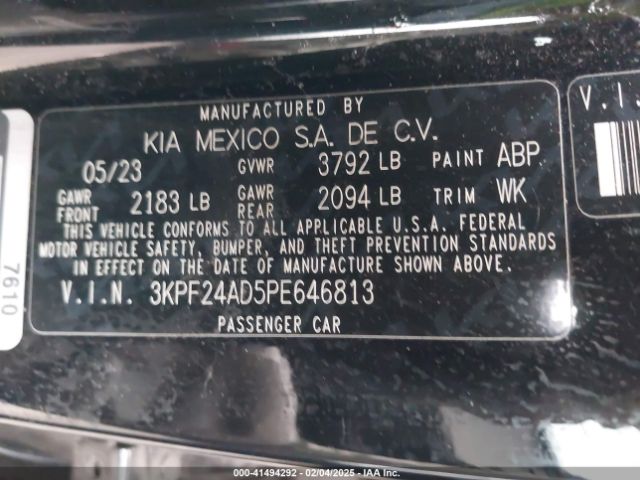 MANUFACTURED BY
KIA MEXICO S.A. DE C.V.
05/23 GVWR 3792 LB PAINT ABP
GAWR FRONT 2183 LB GAWR REAR 2094 LB TRIM WK
THIS VEHICLE CONFORMS TO ALL APPLICABLE U.S.A. FEDERAL
MOTOR VEHICLE SAFETY, BUMPER, AND THEFT PREVENTION STANDARDS
IN EFFECT ON THE DATE OF MANUFACTURE SHOWN ABOVE.
V.I.N. 3KPF24AD5PE646813
PASSENGER CAR
V.I
7610
000-41494292 - 02/04/2025 - IAA Inc.